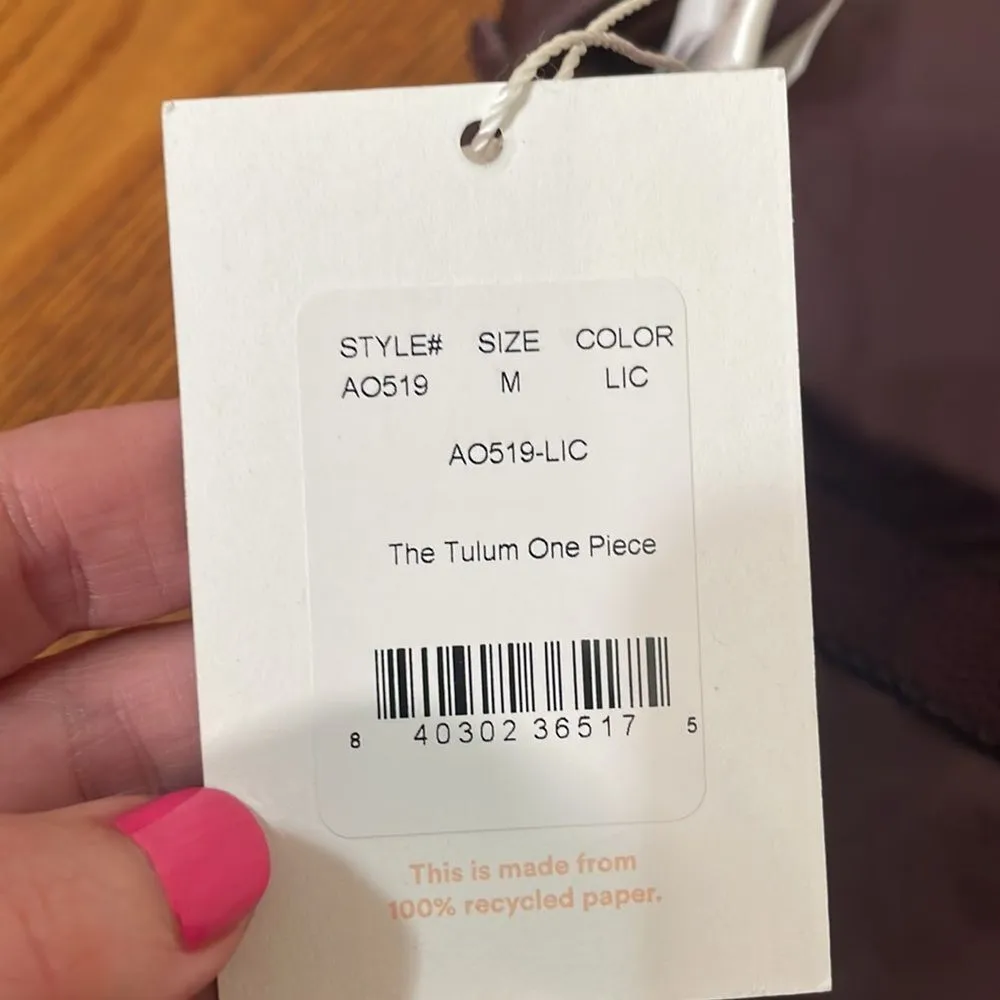 STYLE# SIZE COLOR
AO519 M LIC
AO519-LIC
The Tulum One Piece
8 40302 36517 5
This is made from
100% recycled paper.